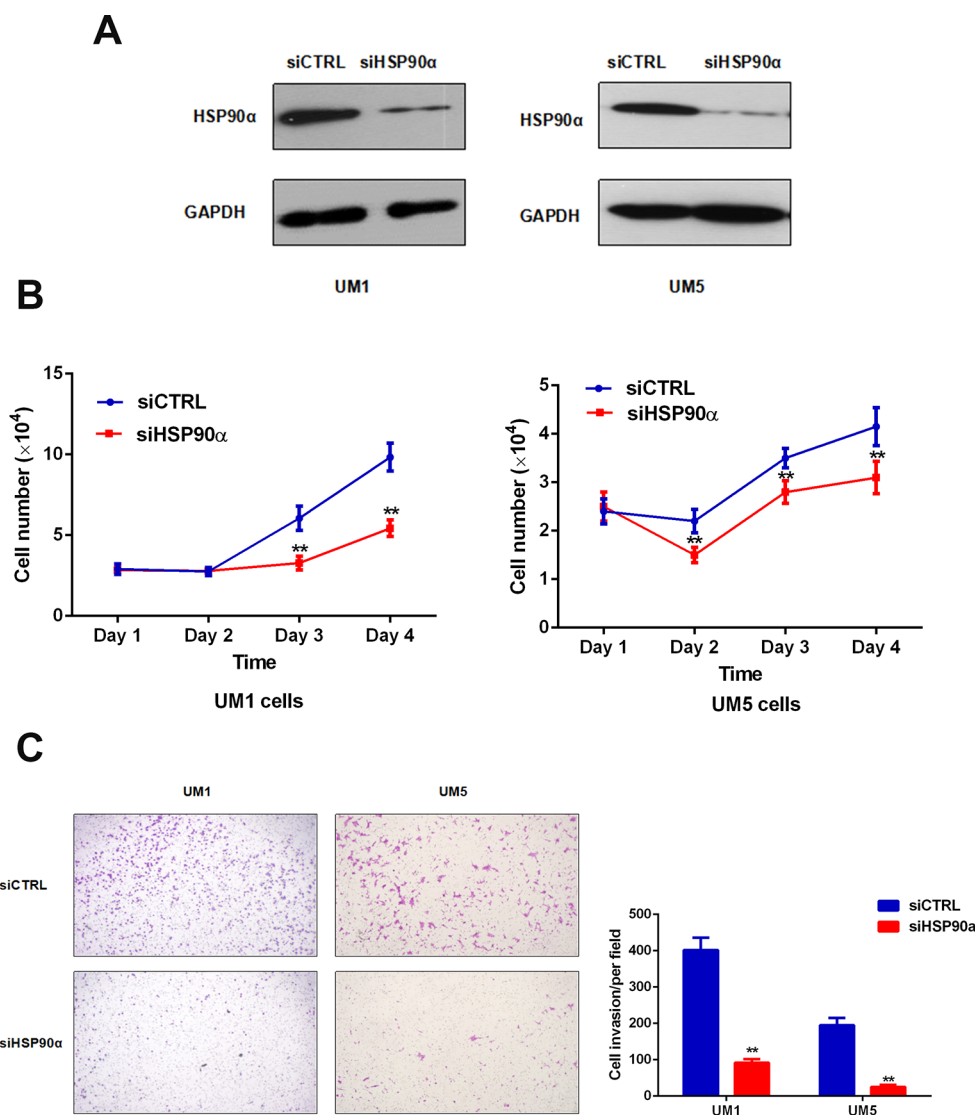 A
siCTRL siHSP90α
siCTRL siHSP90α
HSP90α
HSP90α
GAPDH
GAPDH
UM1
UM5
B
15
10
5
0
Cell number (×10⁴)
siCTRL
siHSP90α
**
**
Day 1 Day 2 Day 3 Day 4
Time
UM1 cells
5
4
3
2
1
0
Cell number (×10⁴)
siCTRL
siHSP90α
**
**
**
Day 1 Day 2 Day 3 Day 4
Time
UM5 cells
C
UM1 UM5
siCTRL
siHSP90α
siCTRL
siHSP90a
500
400
300
200
100
0
Cell invasion/per field
**
**
UM1 UM5